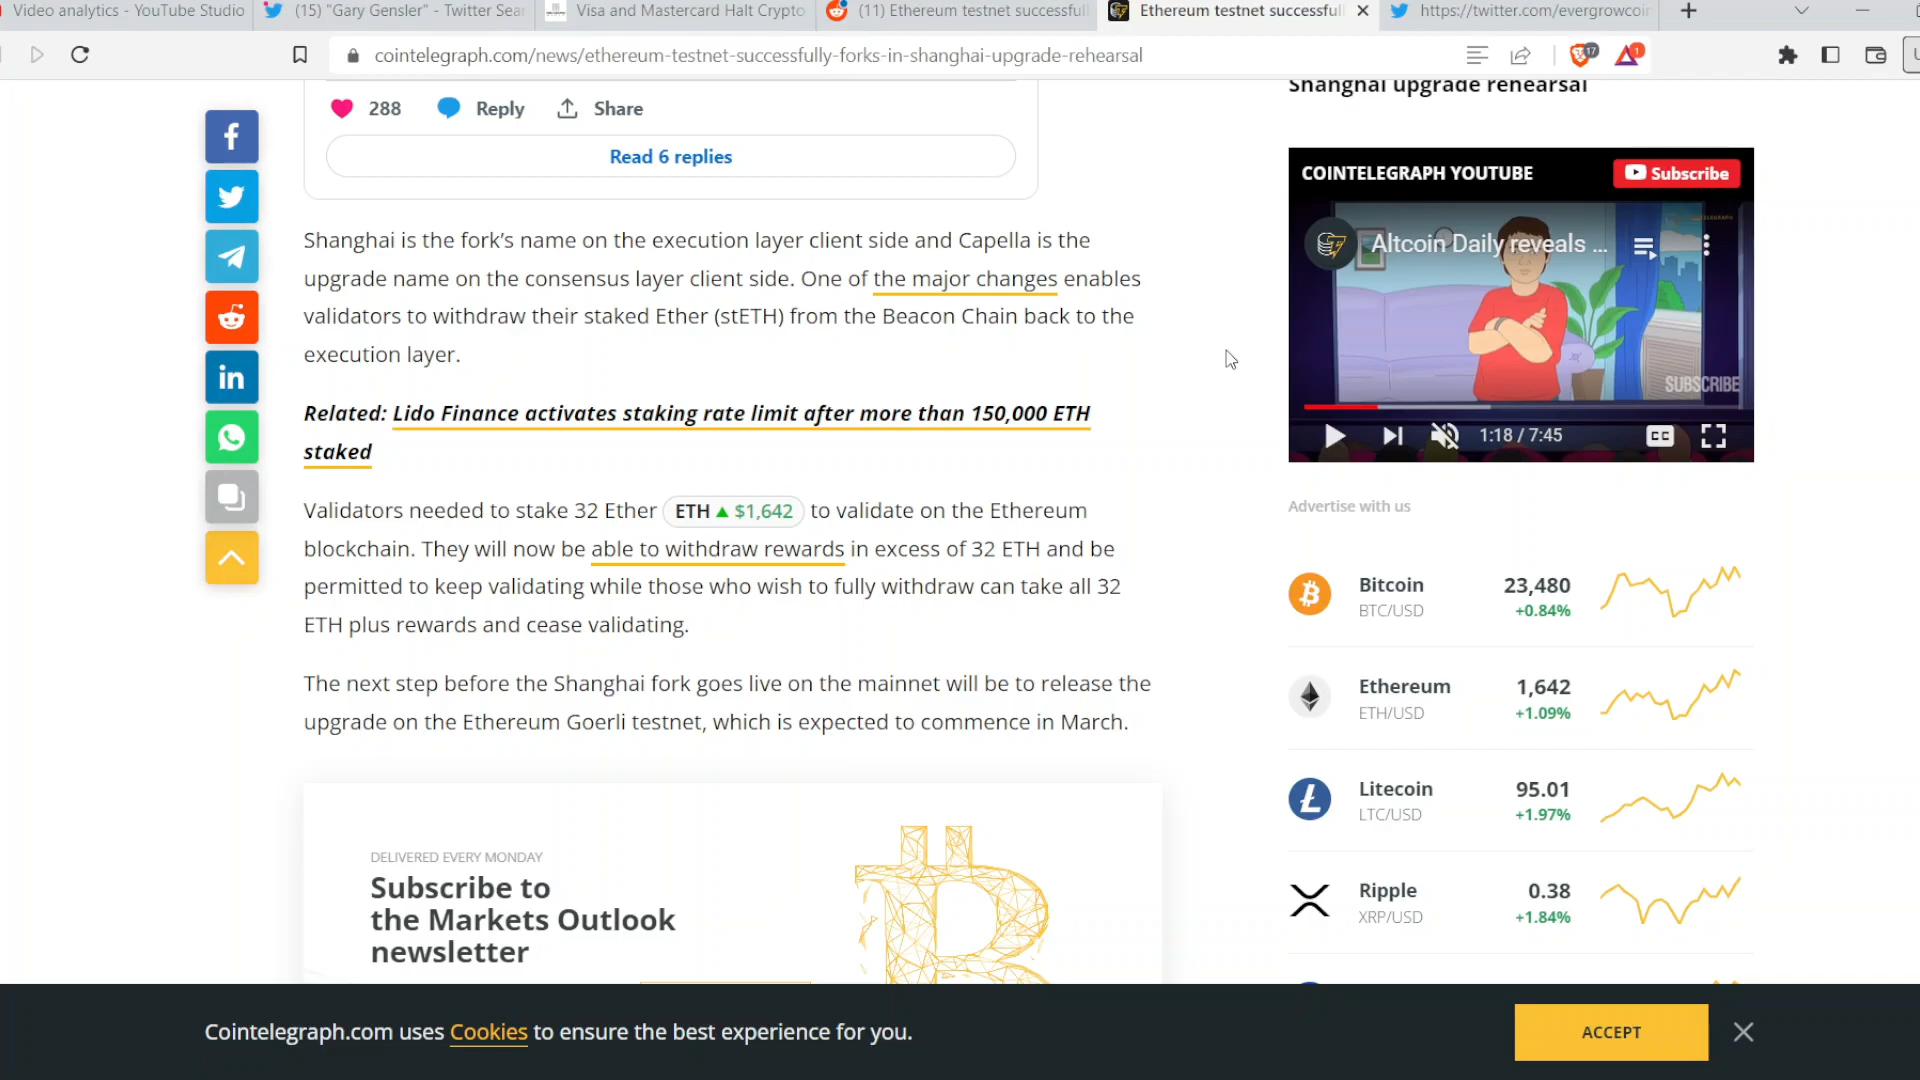 Video analytics - YouTube Studio
(15) "Gary Gensler" - Twitter Sear
Visa and Mastercard Halt Crypto
(11) Ethereum testnet successful
Ethereum testnet successful
https://twitter.com/evergrowcoin
cointelegraph.com/news/ethereum-testnet-successfully-forks-in-shanghai-upgrade-rehearsal
17
1
288 Reply Share
Read 6 replies
Shanghai is the fork's name on the execution layer client side and Capella is the
upgrade name on the consensus layer client side. One of the major changes enables
validators to withdraw their staked Ether (stETH) from the Beacon Chain back to the
execution layer.
Related: Lido Finance activates staking rate limit after more than 150,000 ETH
staked
Validators needed to stake 32 Ether ETH ▲ $1,642 to validate on the Ethereum
blockchain. They will now be able to withdraw rewards in excess of 32 ETH and be
permitted to keep validating while those who wish to fully withdraw can take all 32
ETH plus rewards and cease validating.
The next step before the Shanghai fork goes live on the mainnet will be to release the
upgrade on the Ethereum Goerli testnet, which is expected to commence in March.
DELIVERED EVERY MONDAY
Subscribe to
the Markets Outlook
newsletter
Shanghai upgrade rehearsal
COINTELEGRAPH YOUTUBE Subscribe
Altcoin Daily reveals ...
SUBSCRIBE
1:18 / 7:45
CC
Advertise with us
Bitcoin 23,480
BTC/USD +0.84%
Ethereum 1,642
ETH/USD +1.09%
Litecoin 95.01
LTC/USD +1.97%
Ripple 0.38
XRP/USD +1.84%
Cointelegraph.com uses Cookies to ensure the best experience for you.
ACCEPT